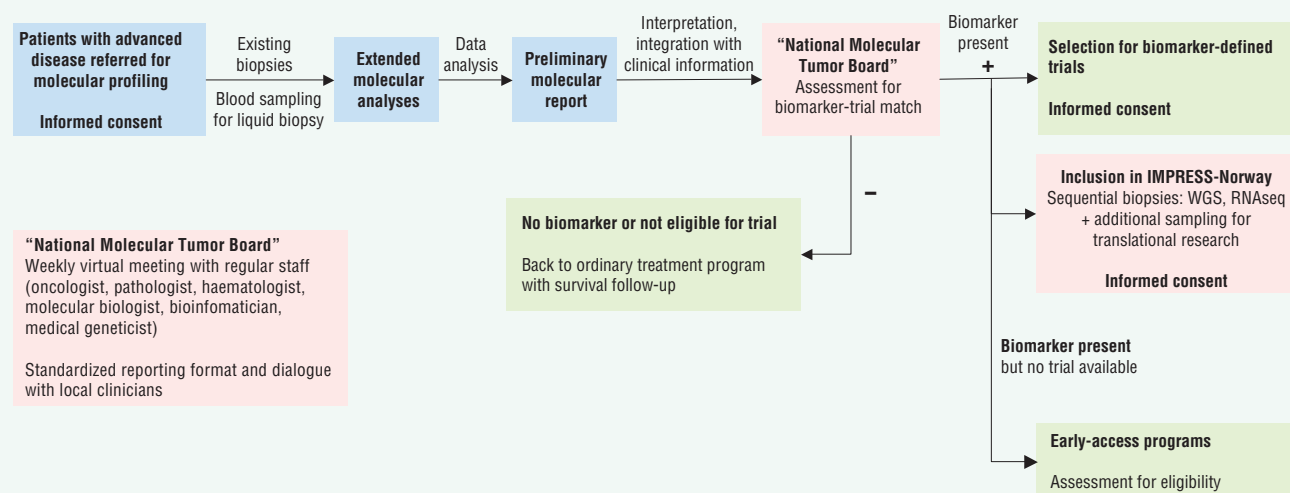 Patients with advanced
disease referred for
molecular profiling
Informed consent
Existing
biopsies
Blood sampling
for liquid biopsy
Extended
molecular
analyses
Data
analysis
Preliminary
molecular
report
Interpretation,
integration with
clinical information
“National Molecular
Tumor Board”
Assessment for
biomarker-trial match
Biomarker
present
+
Selection for biomarker-defined
trials
Informed consent
Inclusion in IMPRESS-Norway
Sequential biopsies: WGS, RNAseq
+ additional sampling for
translational research
Informed consent
–
No biomarker or not eligible for trial
Back to ordinary treatment program
with survival follow-up
“National Molecular Tumor Board”
Weekly virtual meeting with regular staff
(oncologist, pathologist, haematologist,
molecular biologist, bioinfomatician,
medical geneticist)
Standardized reporting format and dialogue
with local clinicians
Biomarker present
but no trial available
Early-access programs
Assessment for eligibility